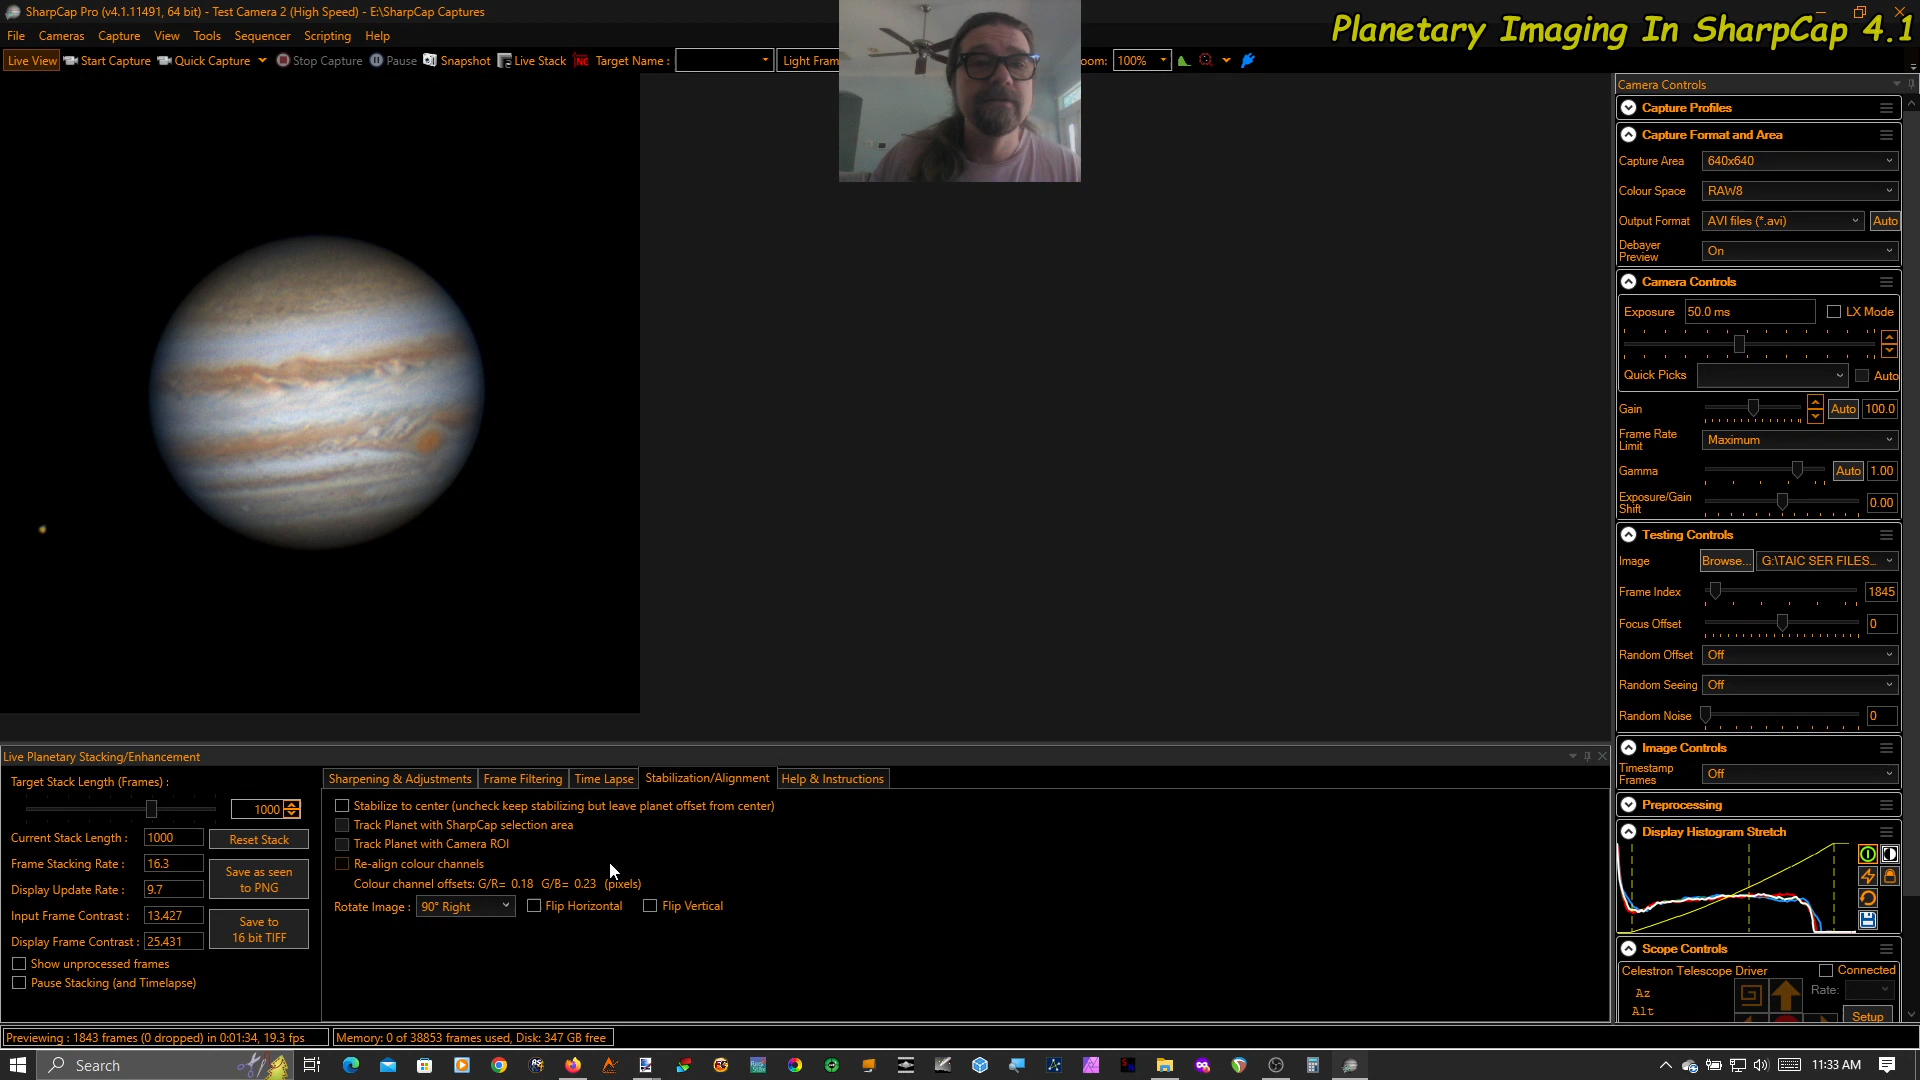 SharpCap Pro (v4.1.11491, 64 bit) - Test Camera 2 (High Speed) - E:\SharpCap Captures
Planetary Imaging In SharpCap 4.1
File Cameras Capture View Tools Sequencer Scripting Help
Live View Start Capture Quick Capture Stop Capture Pause Snapshot Live Stack Target Name : Light Fram oom: 100%
Camera Controls
Capture Profiles
Capture Format and Area
Capture Area 640x640
Colour Space RAW8
Output Format AVI files (*.avi) Auto
Debayer Preview On
Camera Controls
Exposure 50.0 ms LX Mode
Quick Picks Auto
Gain Auto 100.0
Frame Rate Limit Maximum
Gamma Auto 1.00
Exposure/Gain Shift 0.00
Testing Controls
Image Browse... G:\TAIC SER FILES...
Frame Index 1845
Focus Offset 0
Random Offset Off
Random Seeing Off
Random Noise 0
Image Controls
Timestamp Frames Off
Preprocessing
Display Histogram Stretch
Scope Controls
Celestron Telescope Driver Connected
Az
Rate:
Alt
Setup
Live Planetary Stacking/Enhancement
Target Stack Length (Frames) :
1000
Current Stack Length : 1000 Reset Stack
Frame Stacking Rate : 16.3
Save as seen to PNG
Display Update Rate : 9.7
Input Frame Contrast : 13.427
Save to 16 bit TIFF
Display Frame Contrast : 25.431
Show unprocessed frames
Pause Stacking (and Timelapse)
Sharpening & Adjustments Frame Filtering Time Lapse Stabilization/Alignment Help & Instructions
Stabilize to center (uncheck keep stabilizing but leave planet offset from center)
Track Planet with SharpCap selection area
Track Planet with Camera ROI
Re-align colour channels
Colour channel offsets: G/R= 0.18 G/B= 0.23 (pixels)
Rotate Image : 90° Right Flip Horizontal Flip Vertical
Previewing : 1843 frames (0 dropped) in 0:01:34, 19.3 fps Memory: 0 of 38853 frames used, Disk: 347 GB free
Search
11:33 AM